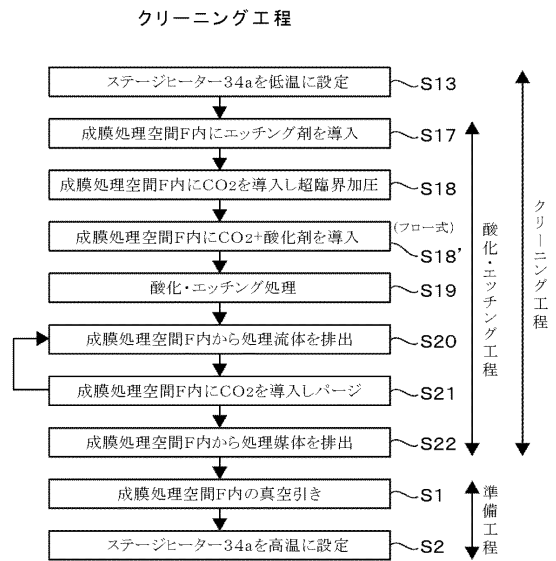 クリーニング工程
ステージヒーター34aを低温に設定
S13
成膜処理空間F内にエッチング剤を導入
S17
成膜処理空間F内にCO2を導入し超臨界加圧
S18
成膜処理空間F内にCO2+酸化剤を導入
(フロー式)
S18'
酸化・エッチング処理
S19
成膜処理空間F内から処理流体を排出
S20
成膜処理空間F内にCO2を導入しパージ
S21
成膜処理空間F内から処理媒体を排出
S22
成膜処理空間F内の真空引き
S1
ステージヒーター34aを高温に設定
S2
酸化・エッチング工程
クリーニング工程
準備工程